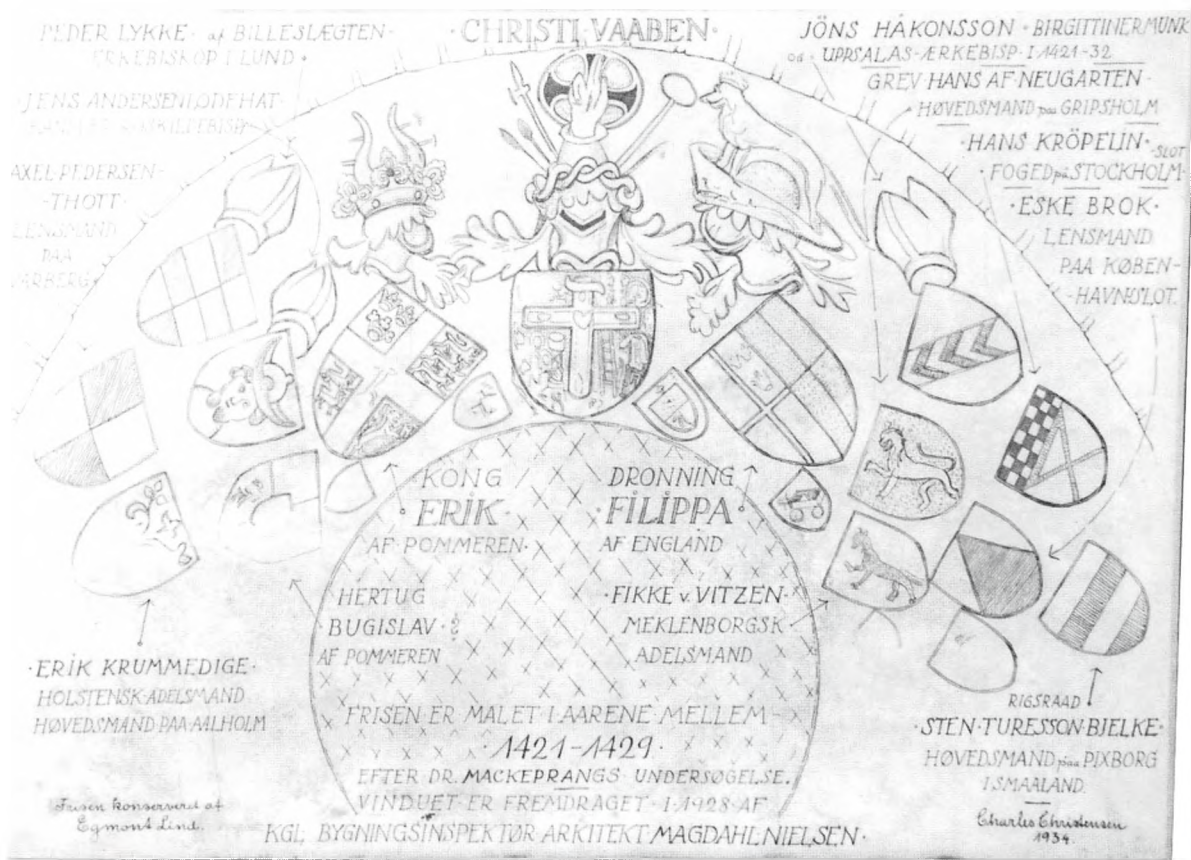 PEDER LYKKE · af BILLESLÆGTEN ·
ERKEBISKOP I LUND ·
· JENS ANDERSEN LODEHAT ·
AXEL PEDERSEN -
- THOTT -
LENSMAND
PAA
VARBERG
· CHRISTI · VAABEN ·
JÖNS HÅKONSSON · BIRGITTINERMUNK
og · UPPSALAS · ÆRKEBISP · I 1421 - 32
GREV HANS AF NEUGARTEN ·
· HØVEDSMAND paa GRIPSHOLM
· HANS KRÖPELIN ·
· FOGED på STOCKHOLM - SLOT
· ESKE BROK ·
LENSMAND
PAA KØBEN -
- HAVNSLOT.
· KONG
ERIK ·
AF · POMMEREN ·
DRONNING
· FILIPPA ·
AF ENGLAND
HERTUG
BUGISLAV · ?
AF POMMEREN
· FIKKE v. VITZEN ·
MEKLENBORGSK
ADELSMAND
· ERIK KRUMMEDIGE ·
HOLSTENSK · ADELSMAND
HØVEDSMAND · PAA · AALHOLM
RIGSRAAD
· STEN · TURESSON · BJELKE ·
HØVEDSMAND paa PIXBORG
I SMAALAND.
FRISEN ER MALET I AARENE MELLEM -
· 1421 - 1429 ·
EFTER DR. MACKEPRANGS · UNDERSØGELSE.
VINDUET · ER FREMDRAGET · I 1928 AF
KGL. BYGNINGSINSPEKTØR · ARKITEKT · MAGDAHL NIELSEN ·
Frisen konserveret af
Egmont Lind.
Charles Christensen
1934.